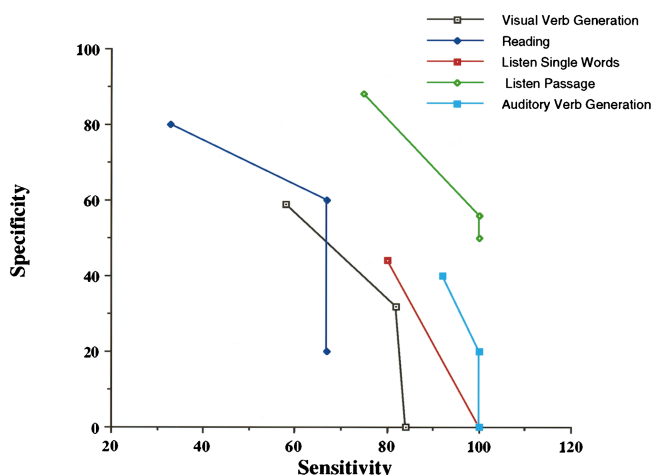 Visual Verb Generation
Reading
Listen Single Words
Listen Passage
Auditory Verb Generation
100
80
60
40
20
0
Specificity
20 40 60 80 100 120
Sensitivity